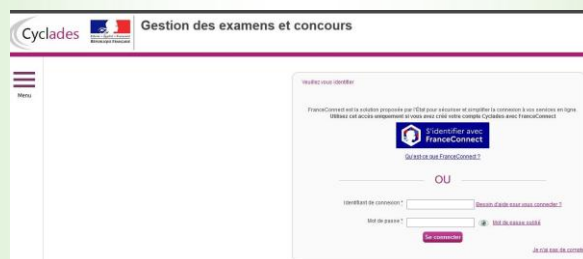 Cyclades
RÉPUBLIQUE FRANÇAISE
Gestion des examens et concours
Menu
Veuillez vous identifier
FranceConnect est la solution proposée par l'État pour sécuriser et simplifier la connexion à vos services en ligne.
Utilisez cet accès uniquement si vous avez créé votre compte Cyclades avec FranceConnect
S'identifier avec
FranceConnect
Qu'est-ce que FranceConnect ?
OU
Identifiant de connexion *
Besoin d'aide pour vous connecter ?
Mot de passe *
Mot de passe oublié
Se connecter
Je n'ai pas de compte